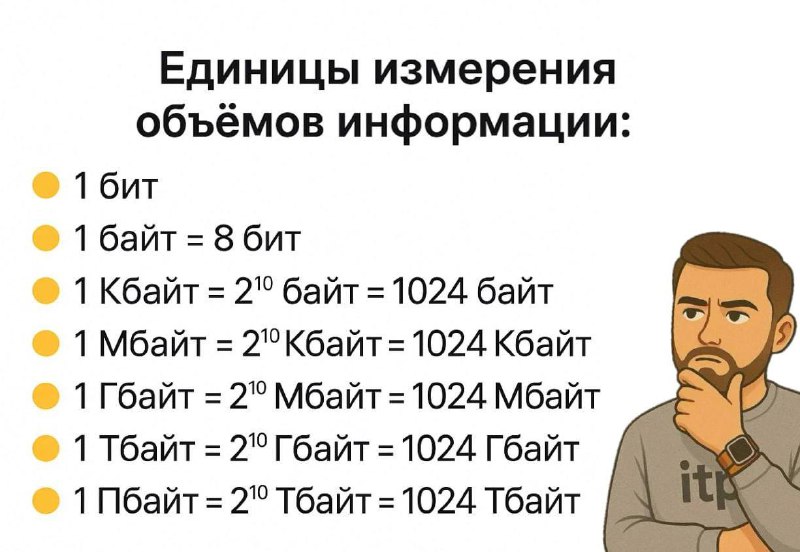 Единицы измерения
объёмов информации:
1 бит
1 байт = 8 бит
1 Кбайт = 2¹⁰ байт = 1024 байт
1 Мбайт = 2¹⁰ Кбайт = 1024 Кбайт
1 Гбайт = 2¹⁰ Мбайт = 1024 Мбайт
1 Тбайт = 2¹⁰ Гбайт = 1024 Гбайт
1 Пбайт = 2¹⁰ Тбайт = 1024 Тбайт
itp